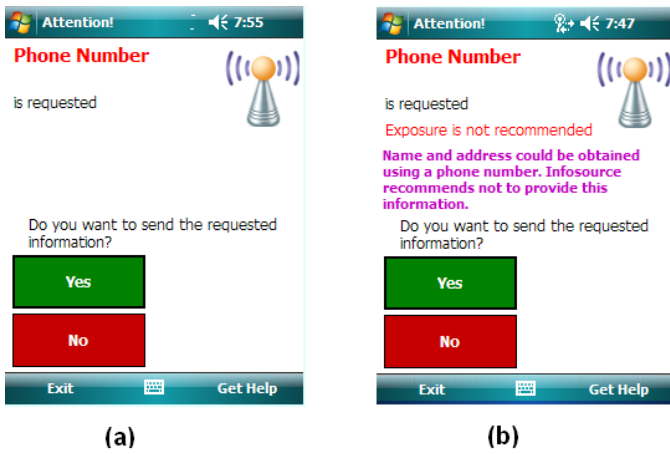 Attention! 7:55
Phone Number
is requested
Do you want to send the requested
information?
Yes
No
Exit Get Help
(a)
Attention! 7:47
Phone Number
is requested
Exposure is not recommended
Name and address could be obtained
using a phone number. Infosource
recommends not to provide this
information.
Do you want to send the requested
information?
Yes
No
Exit Get Help
(b)